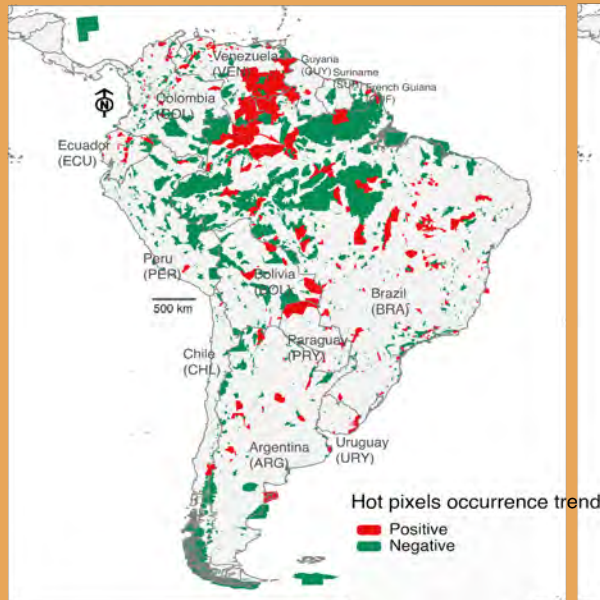 Venezuela
(VEN)
Guyana
(GUY)
Suriname
(SUR)
French Guiana
(GUF)
Colombia
(COL)
N
Ecuador
(ECU)
Peru
(PER)
Bolivia
(BOL)
500 km
Brazil
(BRA)
Paraguay
(PRY)
Chile
(CHL)
Argentina
(ARG)
Uruguay
(URY)
Hot pixels occurrence trend
Positive
Negative